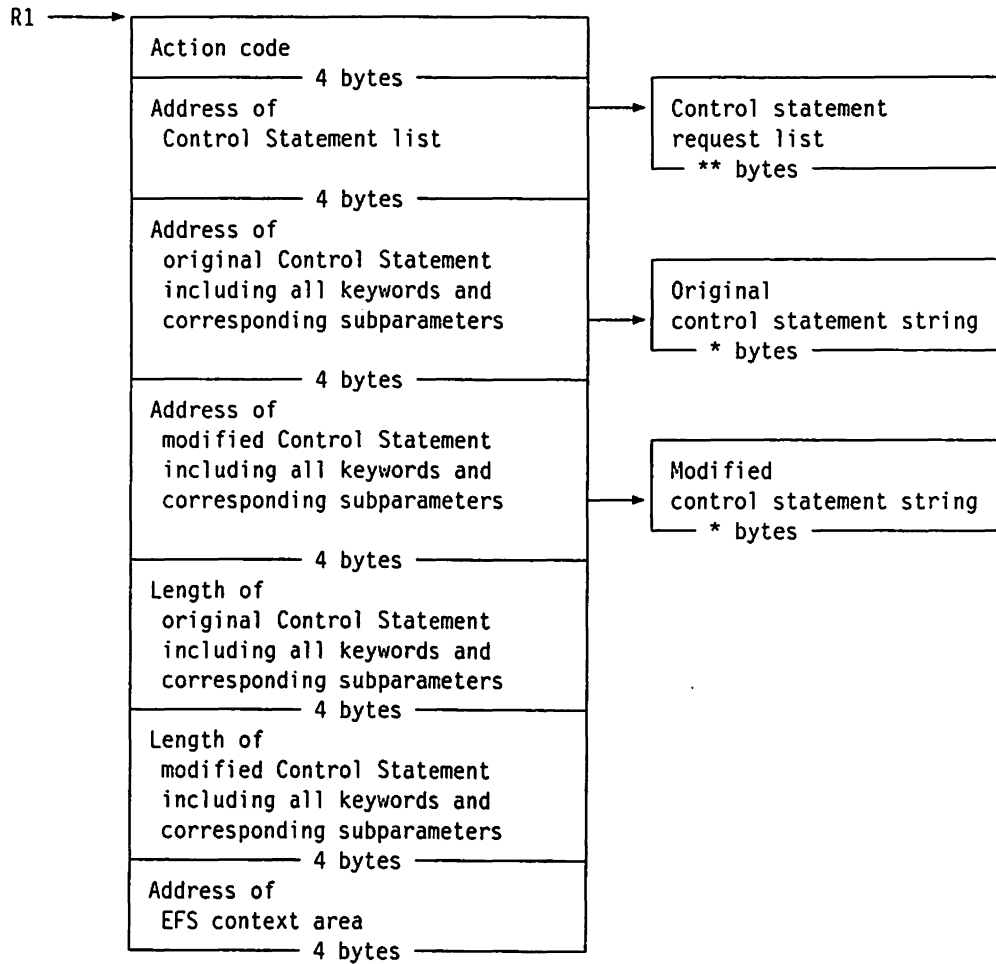 R1
Action code
4 bytes
Address of
Control Statement list
4 bytes
Control statement
request list
** bytes
Address of
original Control Statement
including all keywords and
corresponding subparameters
4 bytes
Original
control statement string
* bytes
Address of
modified Control Statement
including all keywords and
corresponding subparameters
4 bytes
Modified
control statement string
* bytes
Length of
original Control Statement
including all keywords and
corresponding subparameters
4 bytes
Length of
modified Control Statement
including all keywords and
corresponding subparameters
4 bytes
Address of
EFS context area
4 bytes